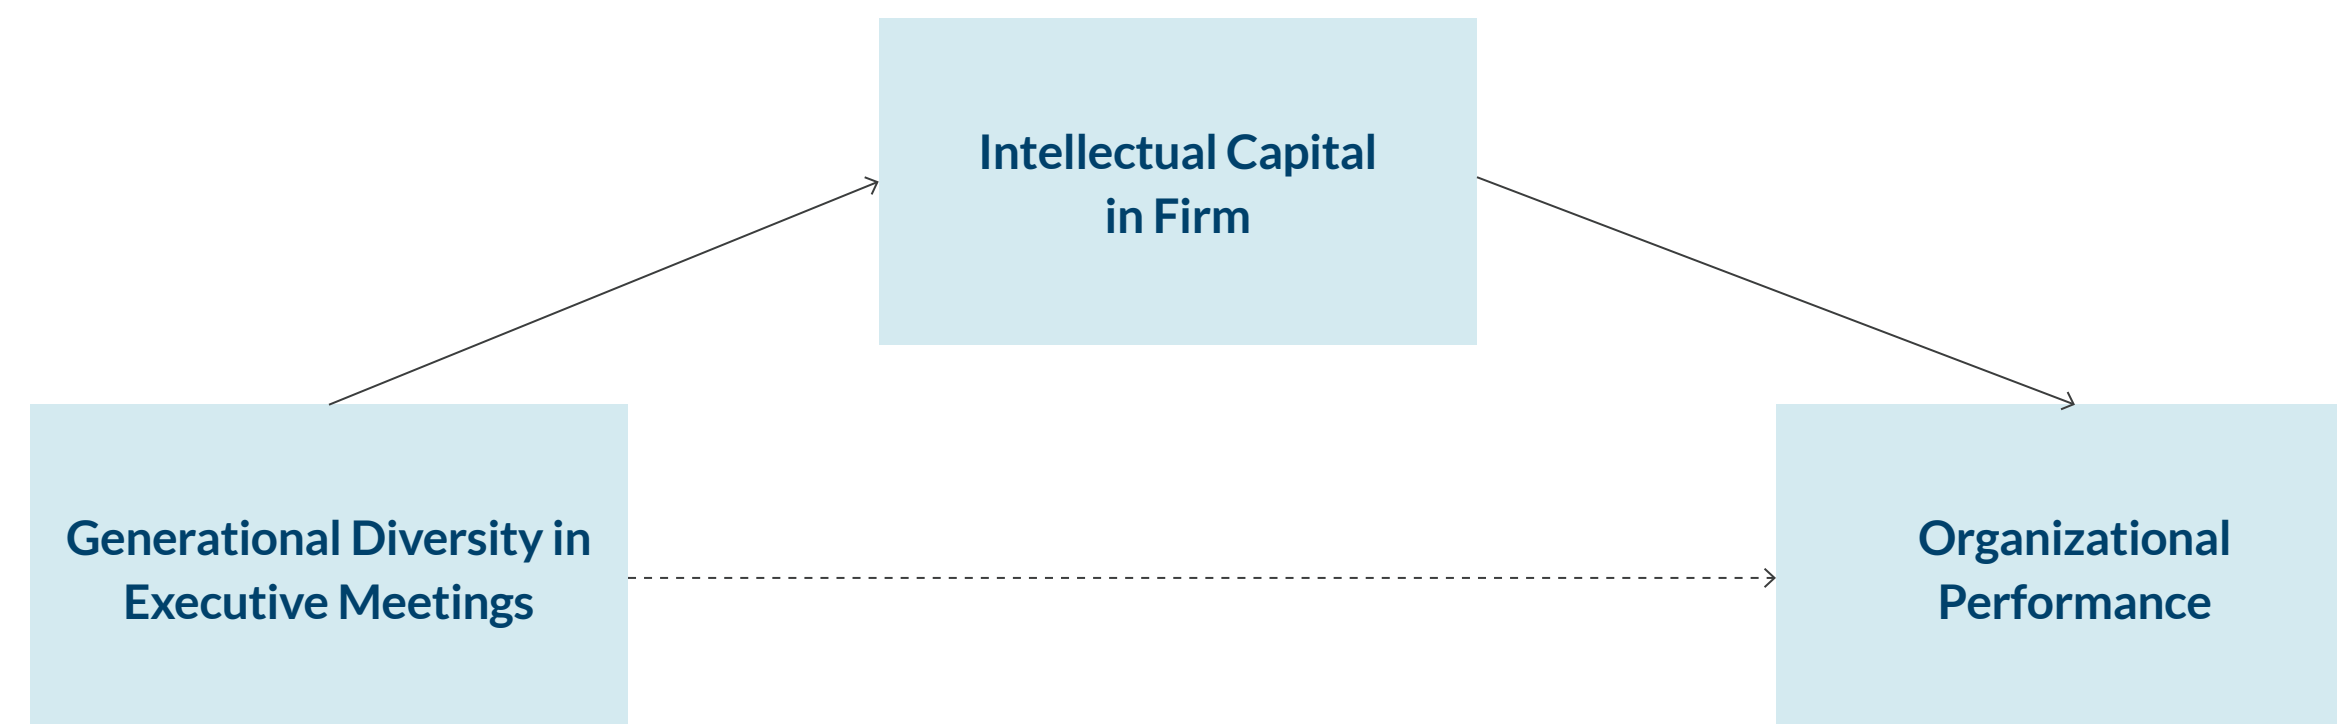 Intellectual Capital
in Firm
Generational Diversity in
Executive Meetings
Organizational
Performance